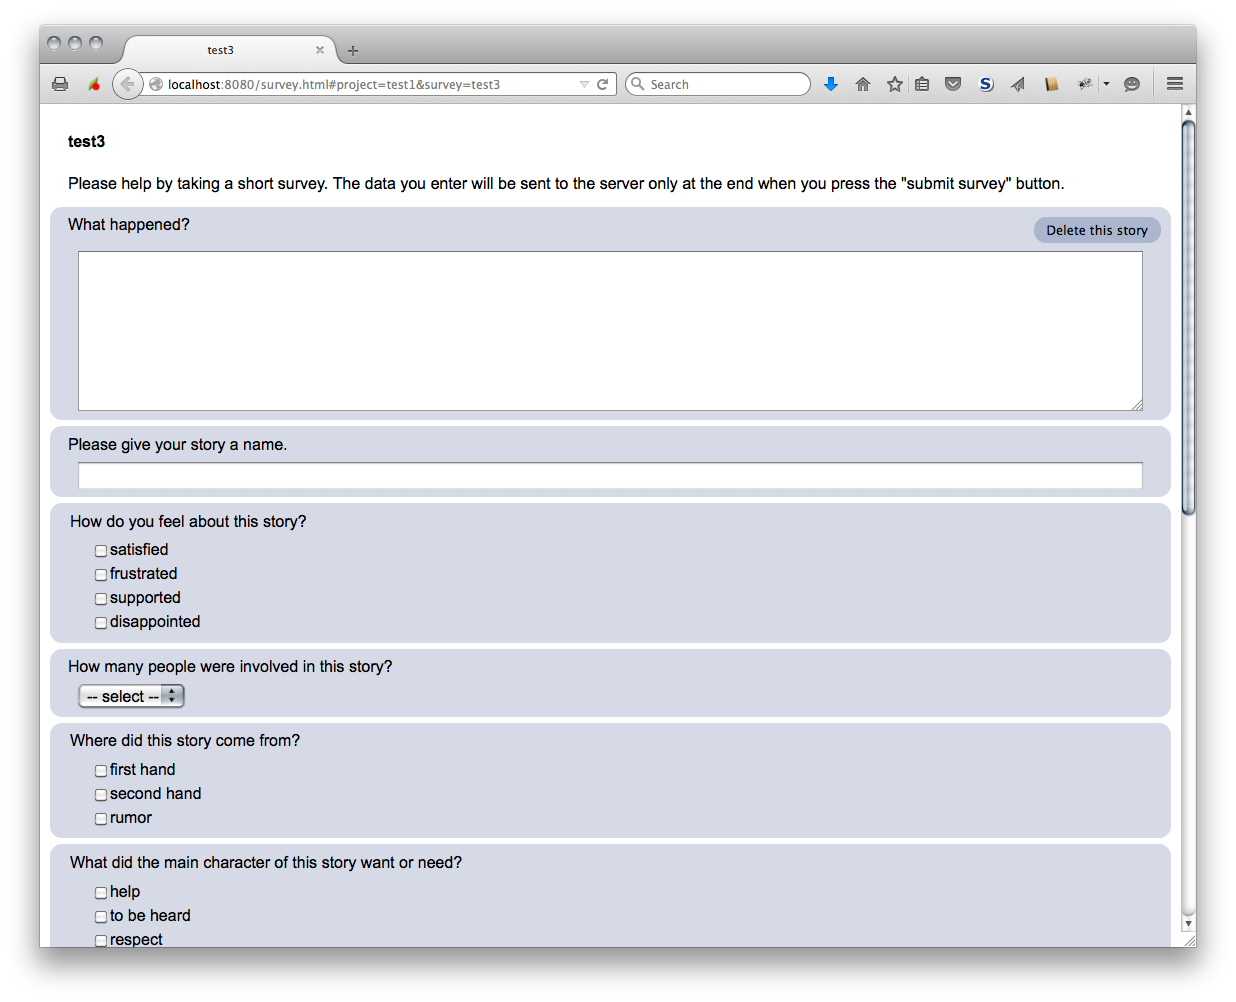 test3
localhost:8080/survey.html#project=test1&survey=test3
Search
test3
Please help by taking a short survey. The data you enter will be sent to the server only at the end when you press the "submit survey" button.
What happened?
Delete this story
Please give your story a name.
How do you feel about this story?
satisfied
frustrated
supported
disappointed
How many people were involved in this story?
-- select --
Where did this story come from?
first hand
second hand
rumor
What did the main character of this story want or need?
help
to be heard
respect